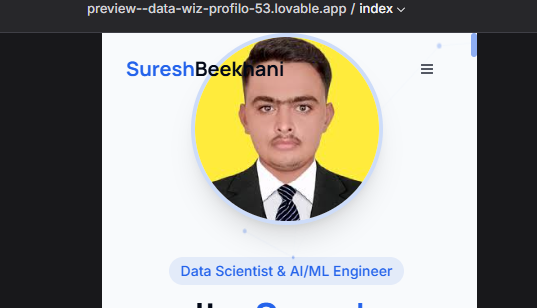 preview--data-wiz-profilo-53.lovable.app / index
SureshBeekhani
Data Scientist & AI/ML Engineer